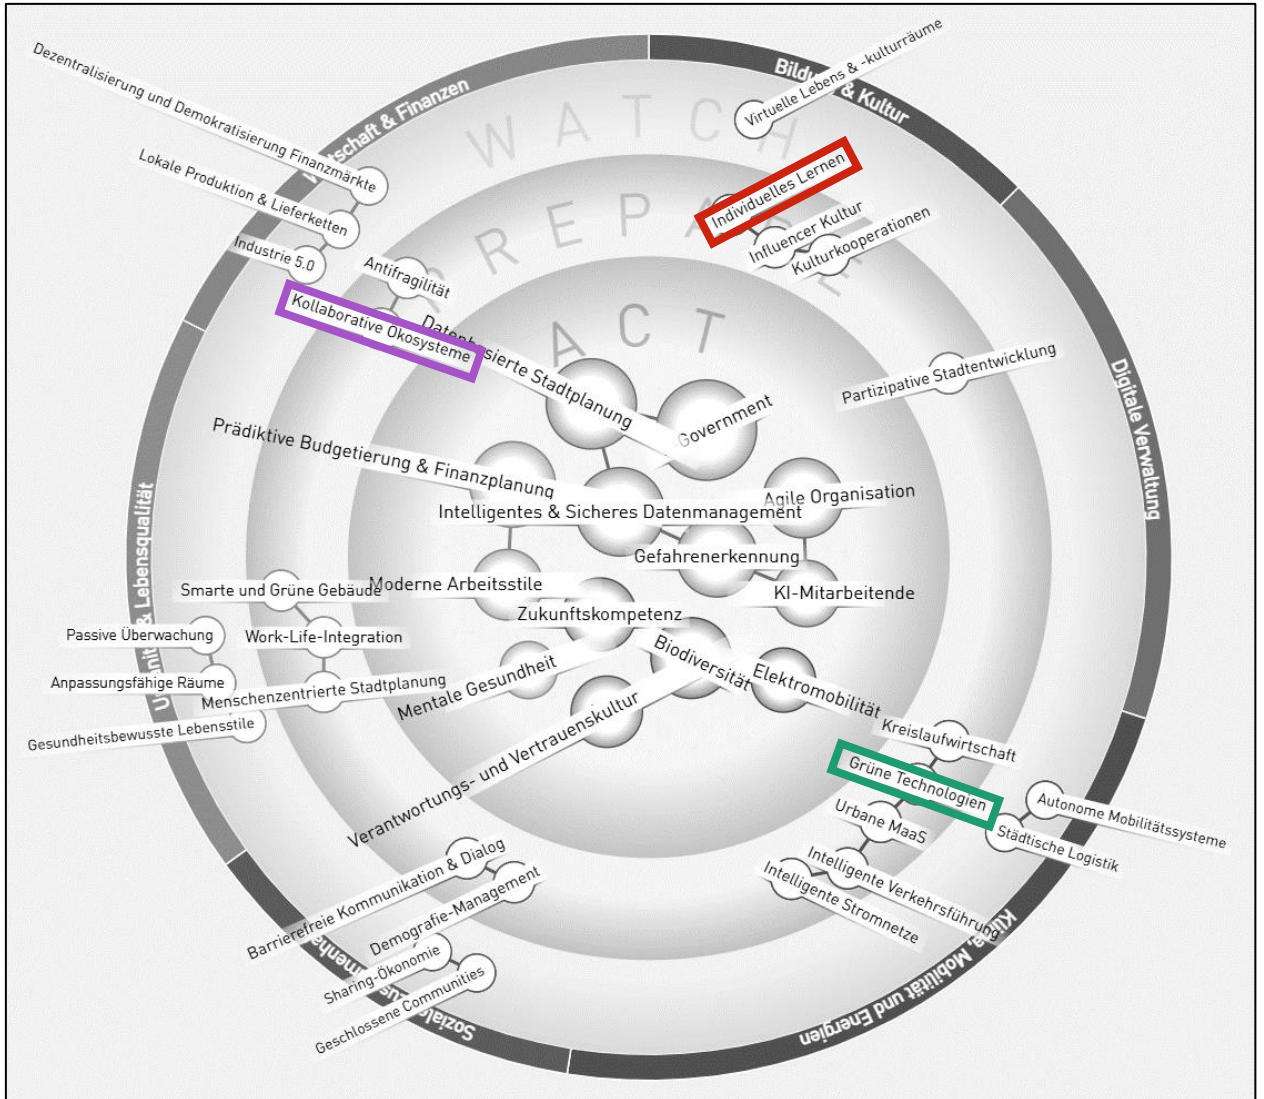 Bildung & Kultur
Virtuelle Lebens & -kulturräume
Dezentralisierung und Demokratisierung Finanzmärkte
Wirtschaft & Finanzen
WATCH
Lokale Produktion & Lieferketten
Individuelles Lernen
PREPARE
Influencer Kultur
Kulturkooperationen
Industrie 5.0
Antifragilität
Kollaborative Ökosysteme
ACT
Datenbasierte Stadtplanung
Government
Partizipative Stadtentwicklung
Digitale Verwaltung
Prädiktive Budgetierung & Finanzplanung
Agile Organisation
Intelligentes & Sicheres Datenmanagement
Gefahrenerkennung
Moderne Arbeitsstile
KI-Mitarbeitende
Zukunftskompetenz
& Lebensqualität
Smarte und Grüne Gebäude
Passive Überwachung
Work-Life-Integration
Anpassungsfähige Räume
Menschenzentrierte Stadtplanung
Gesundheitsbewusste Lebensstile
Mentale Gesundheit
Biodiversität
Elektromobilität
Verantwortungs- und Vertrauenskultur
Kreislaufwirtschaft
Grüne Technologien
Autonome Mobilitätssysteme
Städtische Logistik
Urbane MaaS
Intelligente Verkehrsführung
Intelligente Stromnetze
Barrierefreie Kommunikation & Dialog
Demografie-Management
Sharing-Ökonomie
Geschlossene Communities
Klima, Mobilität und Energien